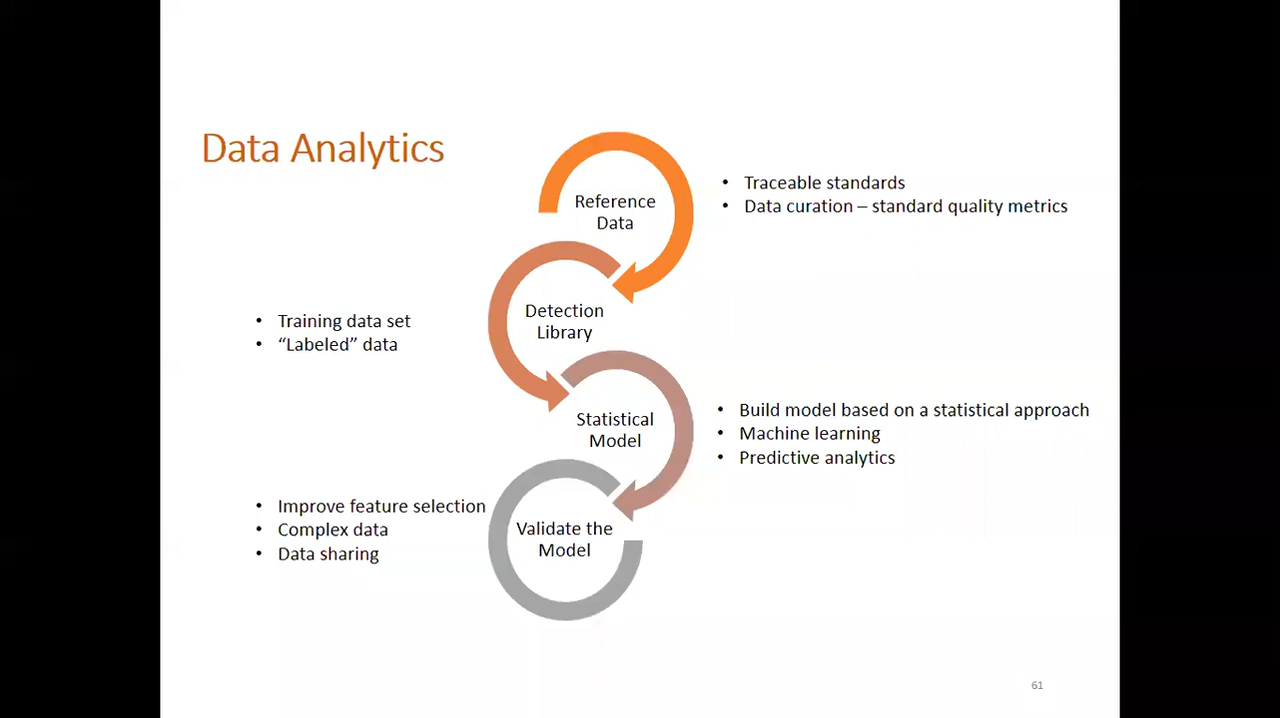 Data Analytics
Reference
Data
• Traceable standards
• Data curation – standard quality metrics
Detection
Library
• Training data set
• “Labeled” data
Statistical
Model
• Build model based on a statistical approach
• Machine learning
• Predictive analytics
Validate the
Model
• Improve feature selection
• Complex data
• Data sharing
61